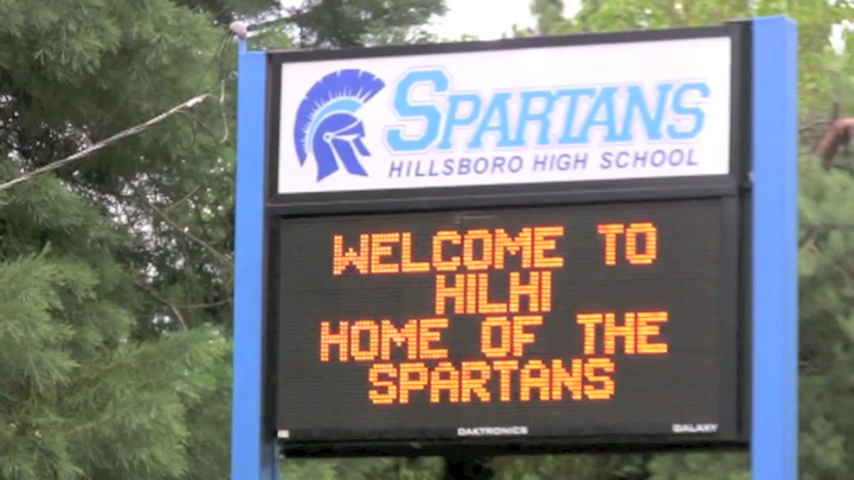 SPARTANS
HILLSBORO HIGH SCHOOL
WELCOME TO
HILHI
HOME OF THE
SPARTANS
DAKTRONICS GALAXY